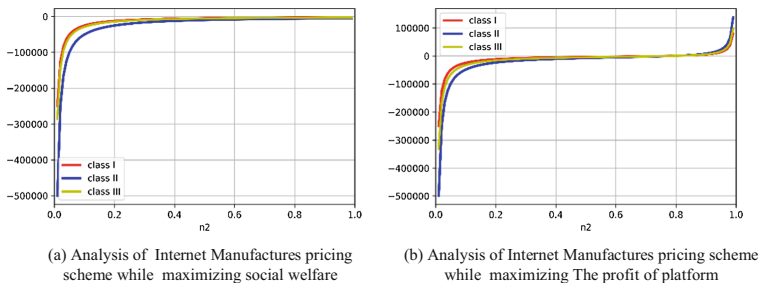 0
−100000
−200000
−300000
−400000
−500000
class I
class II
class III
0.0 0.2 0.4 0.6 0.8 1.0
n2
(a) Analysis of Internet Manufactures pricing
scheme while maximizing social welfare
100000
0
−100000
−200000
−300000
−400000
−500000
class I
class II
class III
0.0 0.2 0.4 0.6 0.8 1.0
n2
(b) Analysis of Internet Manufactures pricing scheme
while maximizing The profit of platform